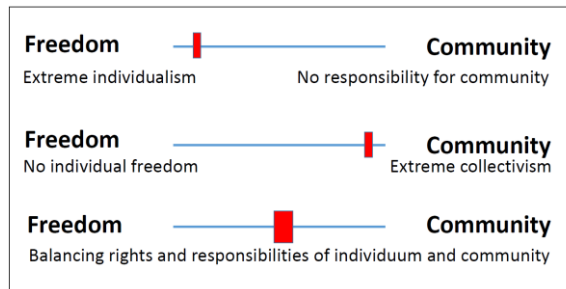 Freedom Community
Extreme individualism No responsibility for community
Freedom Community
No individual freedom Extreme collectivism
Freedom Community
Balancing rights and responsibilities of individuum and community